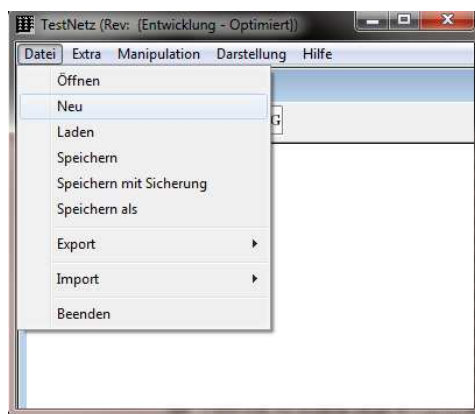 TestNetz (Rev: (Entwicklung - Optimiert))
Datei Extra Manipulation Darstellung Hilfe
Öffnen
Neu
G
Laden
Speichern
Speichern mit Sicherung
Speichern als
Export
Import
Beenden